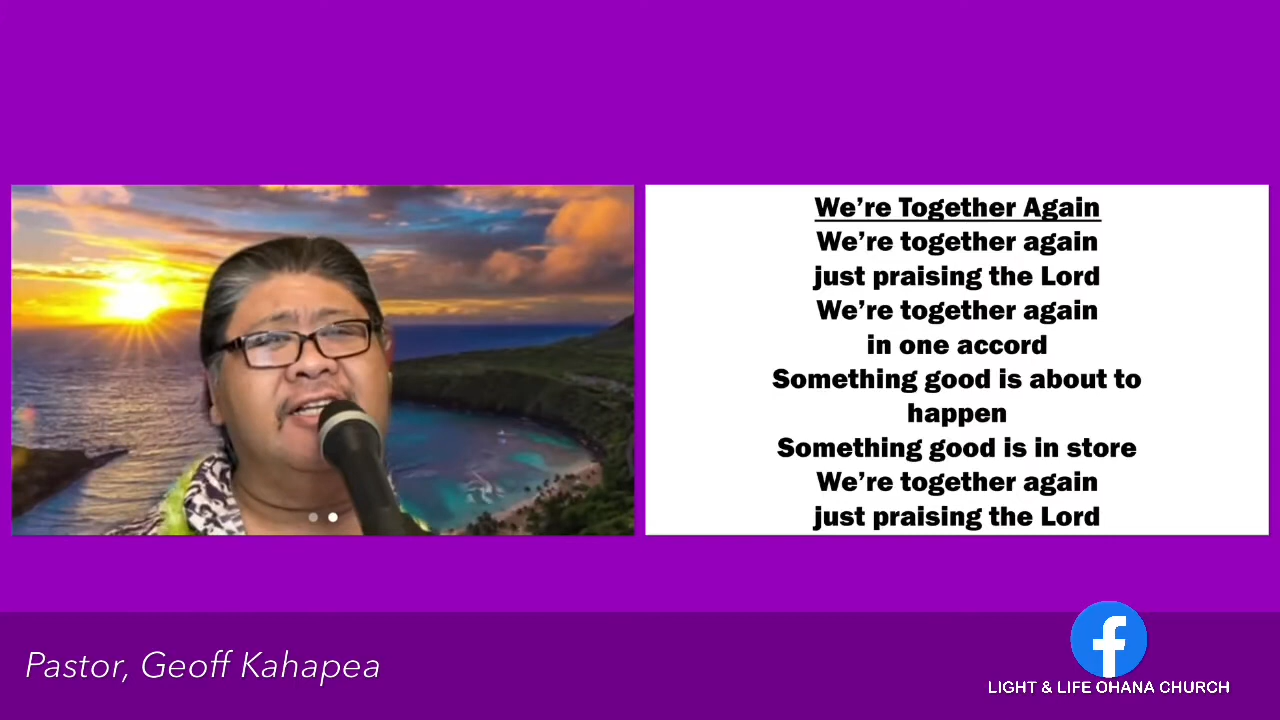 We're Together Again
We're together again
just praising the Lord
We're together again
in one accord
Something good is about to
happen
Something good is in store
We're together again
just praising the Lord
Pastor, Geoff Kahapea
LIGHT & LIFE OHANA CHURCH